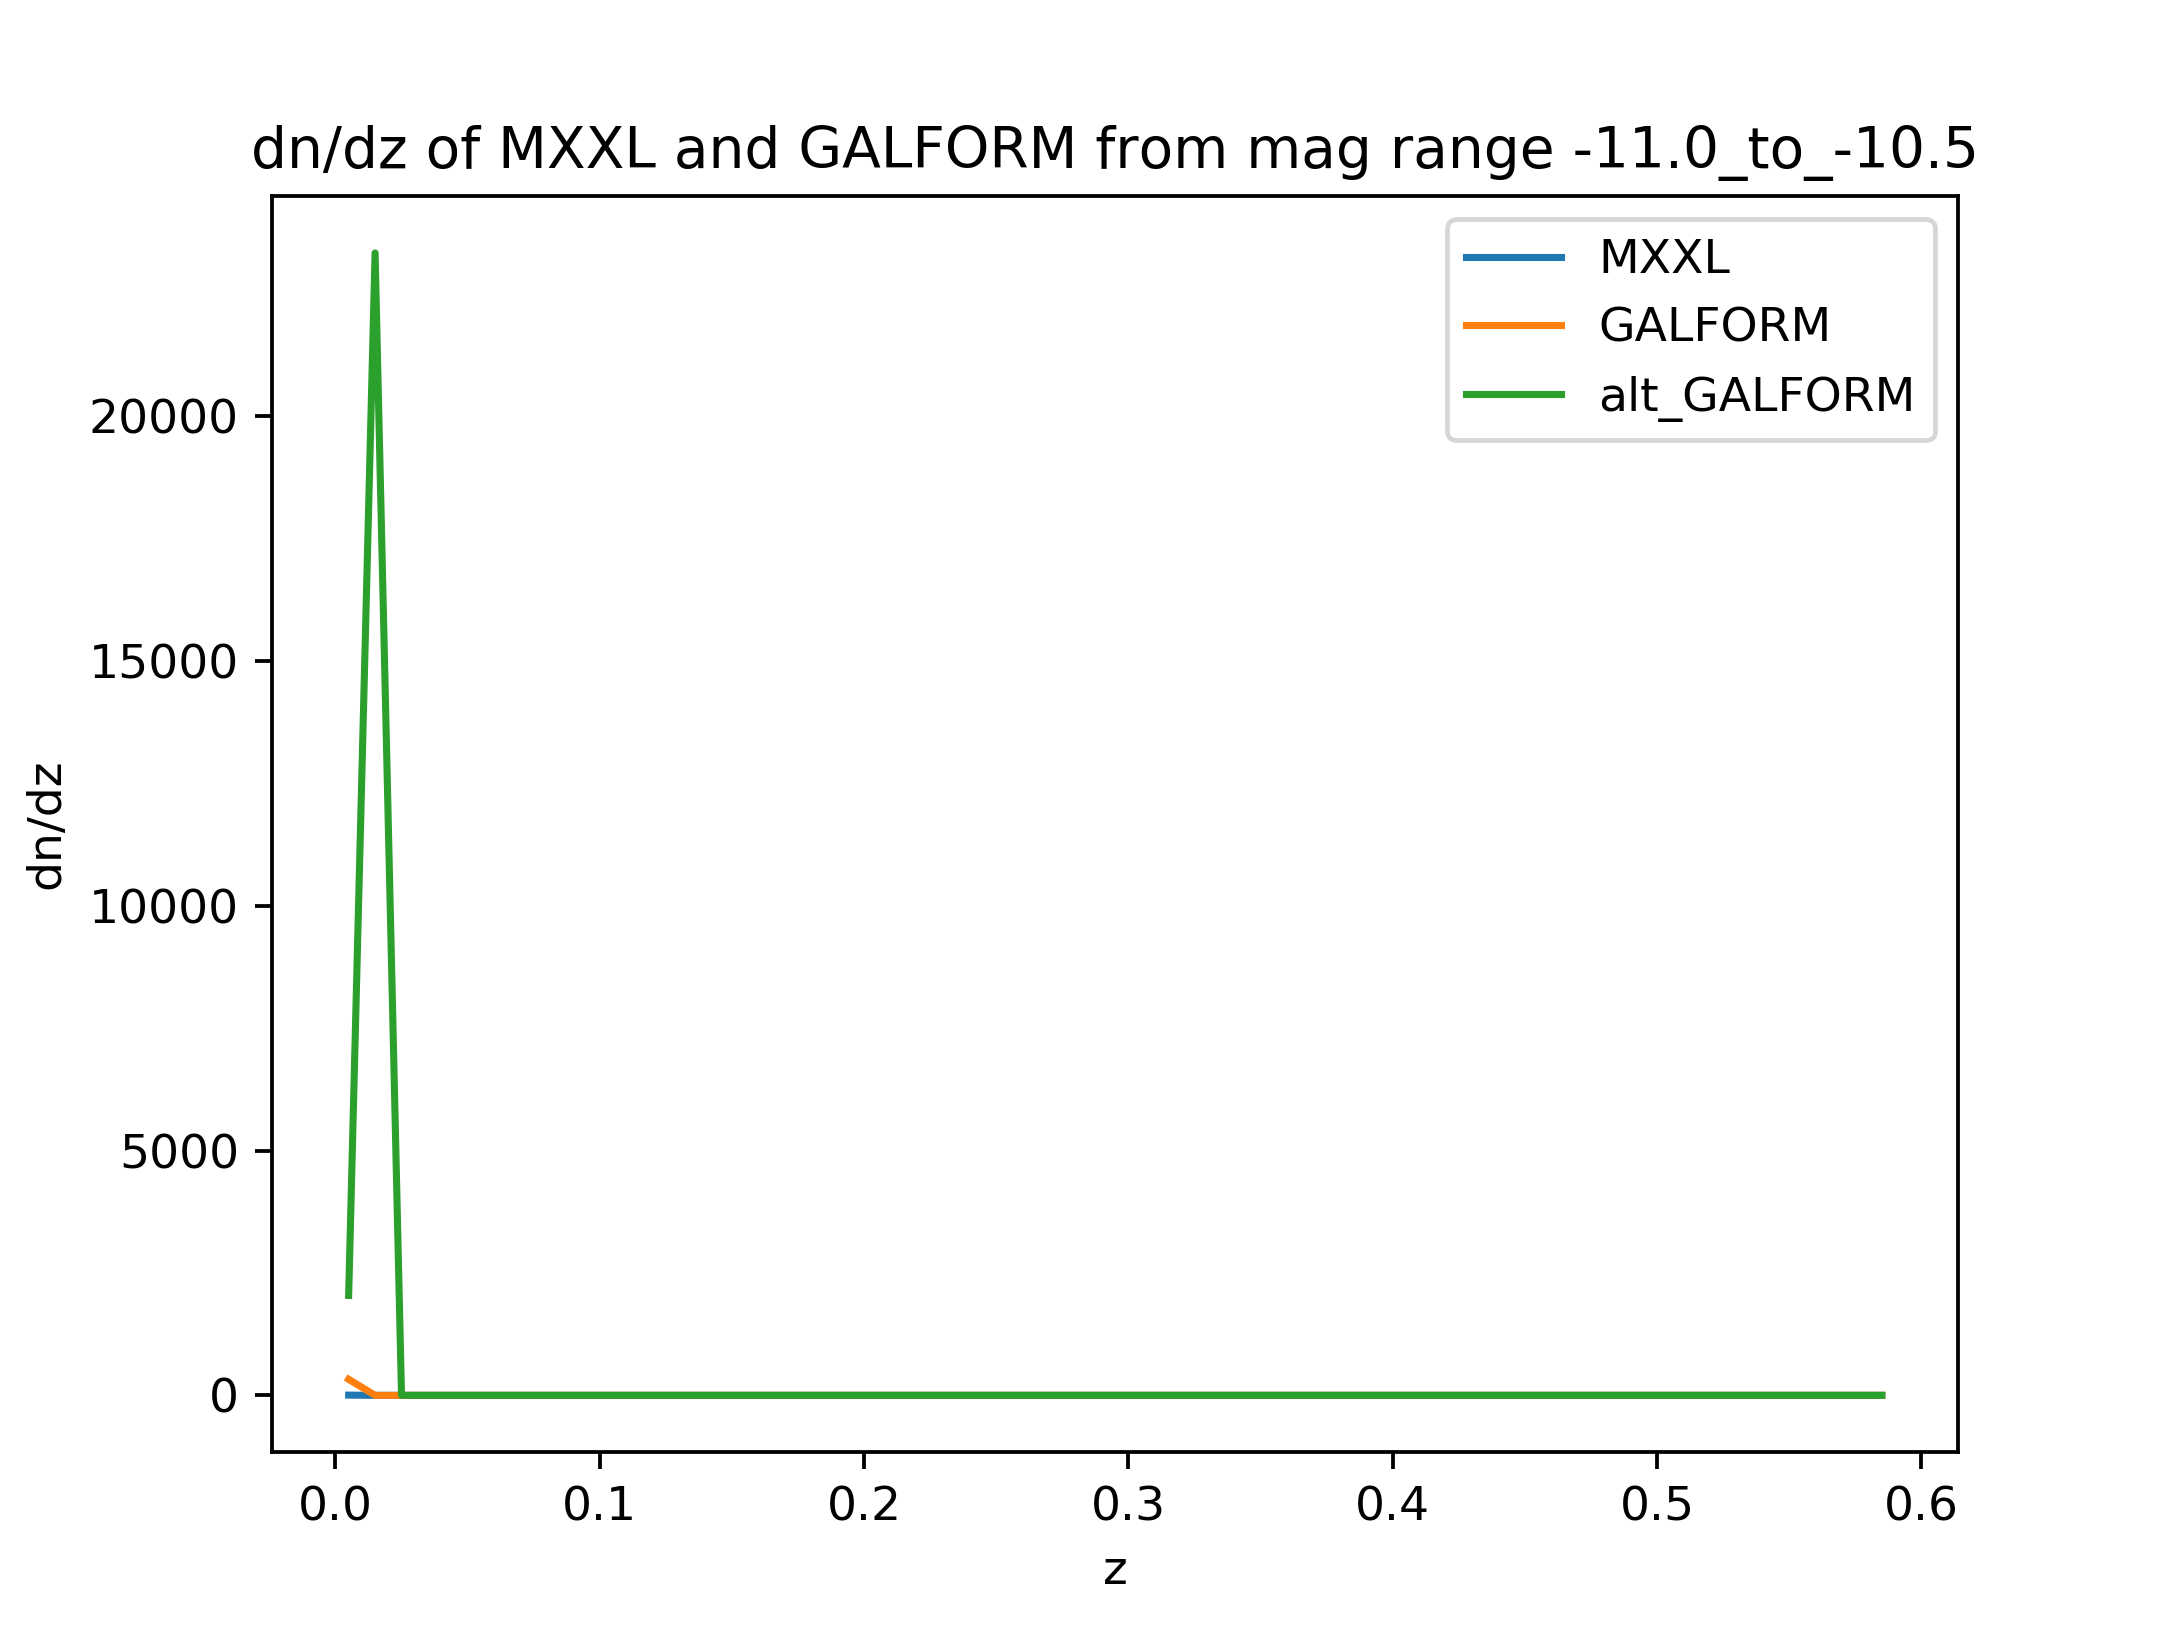 dn/dz of MXXL and GALFORM from mag range -11.0_to_-10.5
MXXL
GALFORM
alt_GALFORM
20000
15000
10000
5000
0
dn/dz
0.0 0.1 0.2 0.3 0.4 0.5 0.6
z